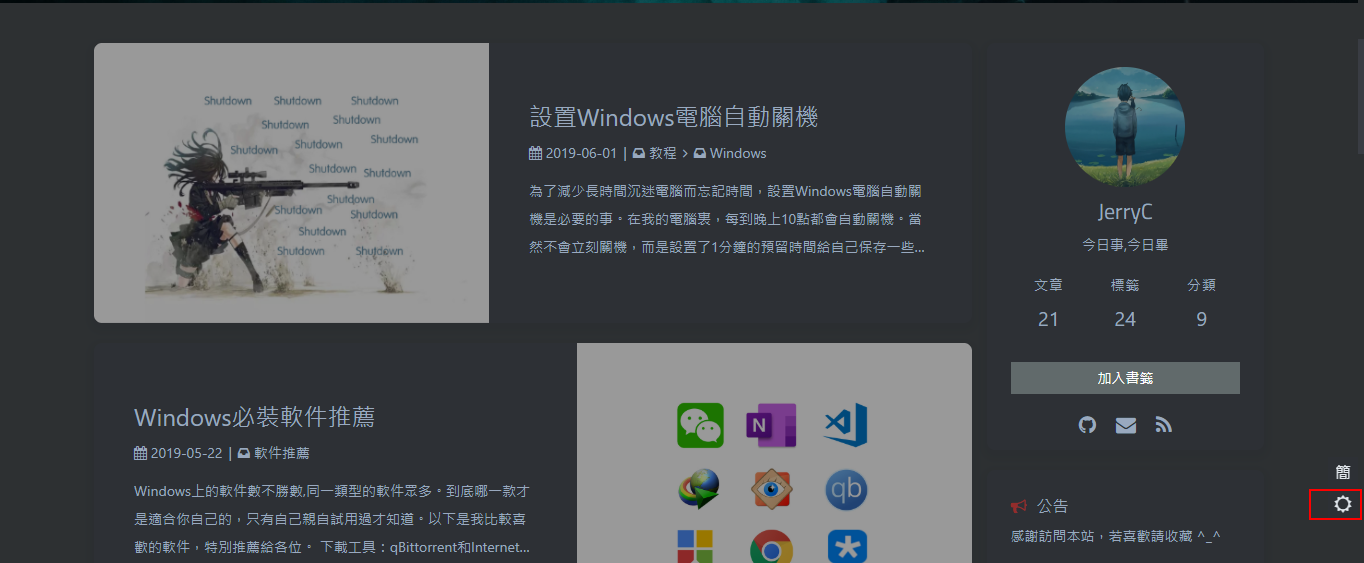 Shutdown Shutdown Shutdown
Shutdown Shutdown
Shutdown Shutdown Shutdown
Shutdown Shutdown
Shutdown
Shutdown Shutdown
Shutdown
Shutdown Shutdown
設置Windows電腦自動關機
2019-06-01 | 教程 > Windows
為了減少長時間沉迷電腦而忘記時間，設置Windows電腦自動關
機是必要的事。在我的電腦裏，每到晚上10點都會自動關機。當
然不會立刻關機，而是設置了1分鐘的預留時間給自己保存一些...
Windows必裝軟件推薦
2019-05-22 | 軟件推薦
Windows上的軟件數不勝數,同一類型的軟件眾多。到底哪一款才
是適合你自己的，只有自己親自試用過才知道。以下是我比較喜
歡的軟件，特別推薦給各位。 下載工具：qBittorrent和Internet...
N
qb
JerryC
今日事,今日畢
文章 標籤 分類
21 24 9
加入書籤
簡
公告
感謝訪問本站，若喜歡請收藏 ^_^